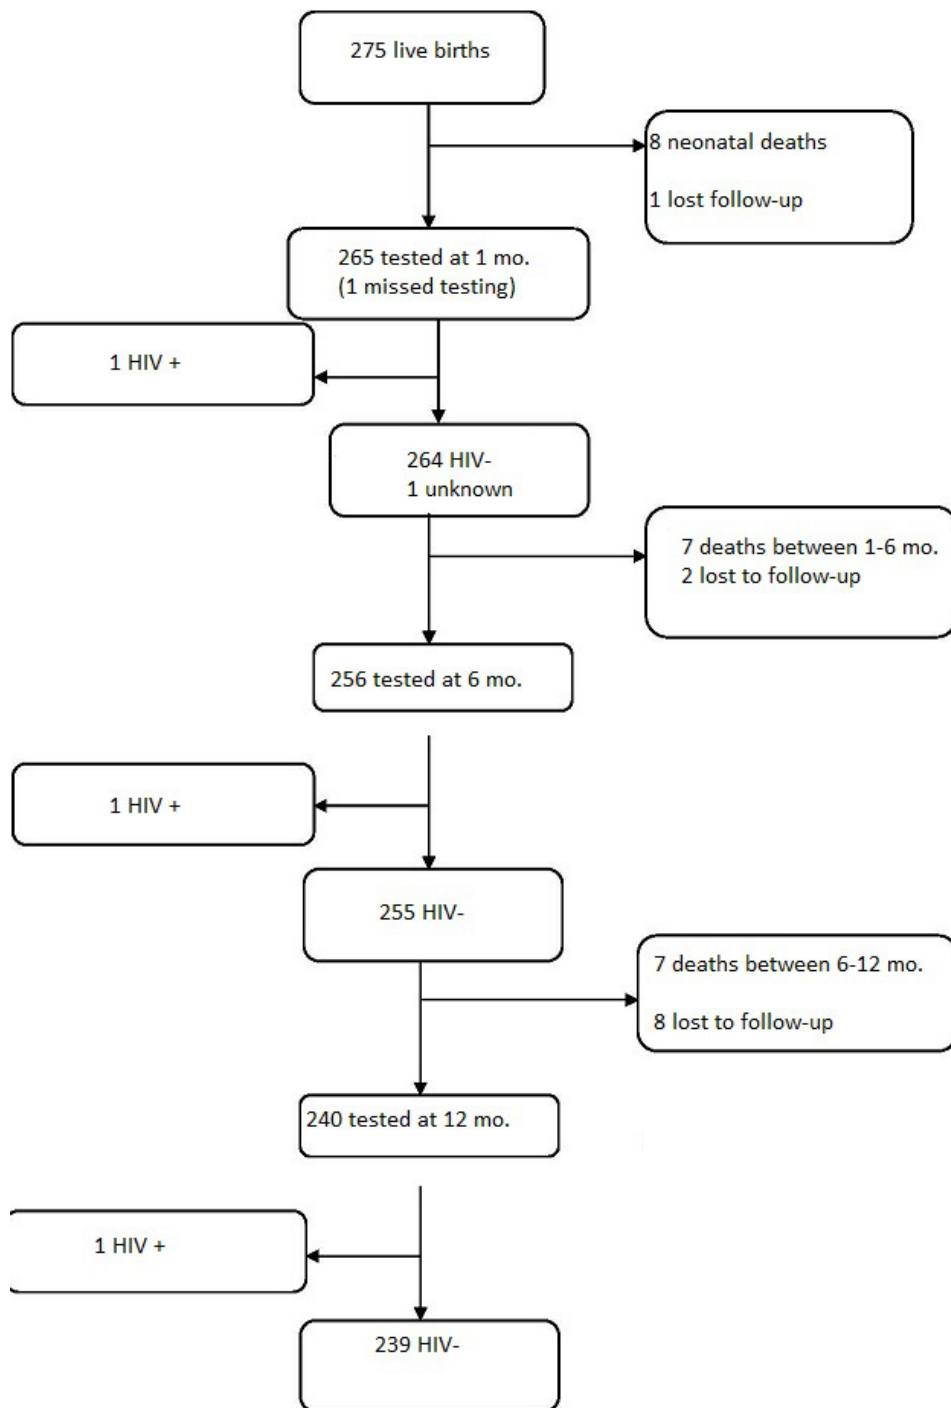 275 live births
8 neonatal deaths
1 lost follow-up
265 tested at 1 mo.
(1 missed testing)
1 HIV +
264 HIV-
1 unknown
7 deaths between 1-6 mo.
2 lost to follow-up
256 tested at 6 mo.
1 HIV +
255 HIV-
7 deaths between 6-12 mo.
8 lost to follow-up
240 tested at 12 mo.
1 HIV +
239 HIV-